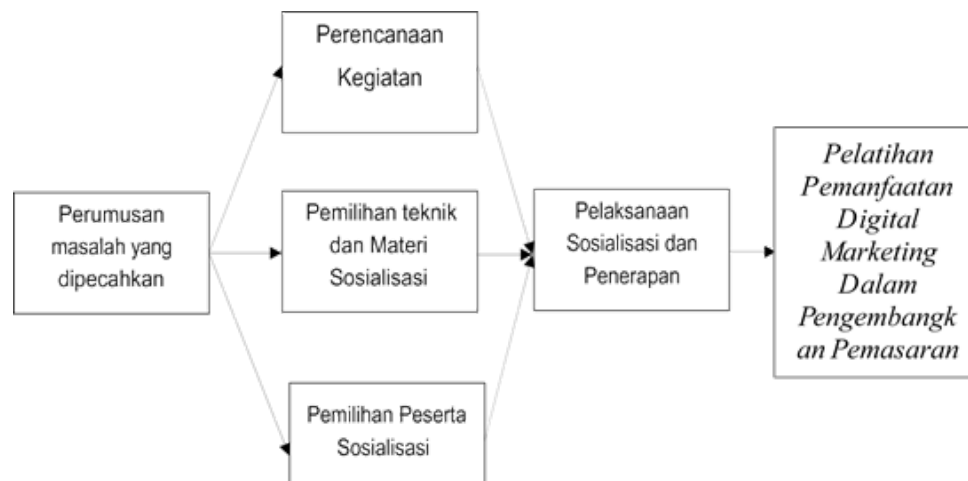 Perumusan
masalah yang
dipecahkan
Perencanaan
Kegiatan
Pemilihan teknik
dan Materi
Sosialisasi
Pemilihan Peserta
Sosialisasi
Pelaksanaan
Sosialisasi dan
Penerapan
Pelatihan
Pemanfaatan
Digital
Marketing
Dalam
Pengembangk
an Pemasaran